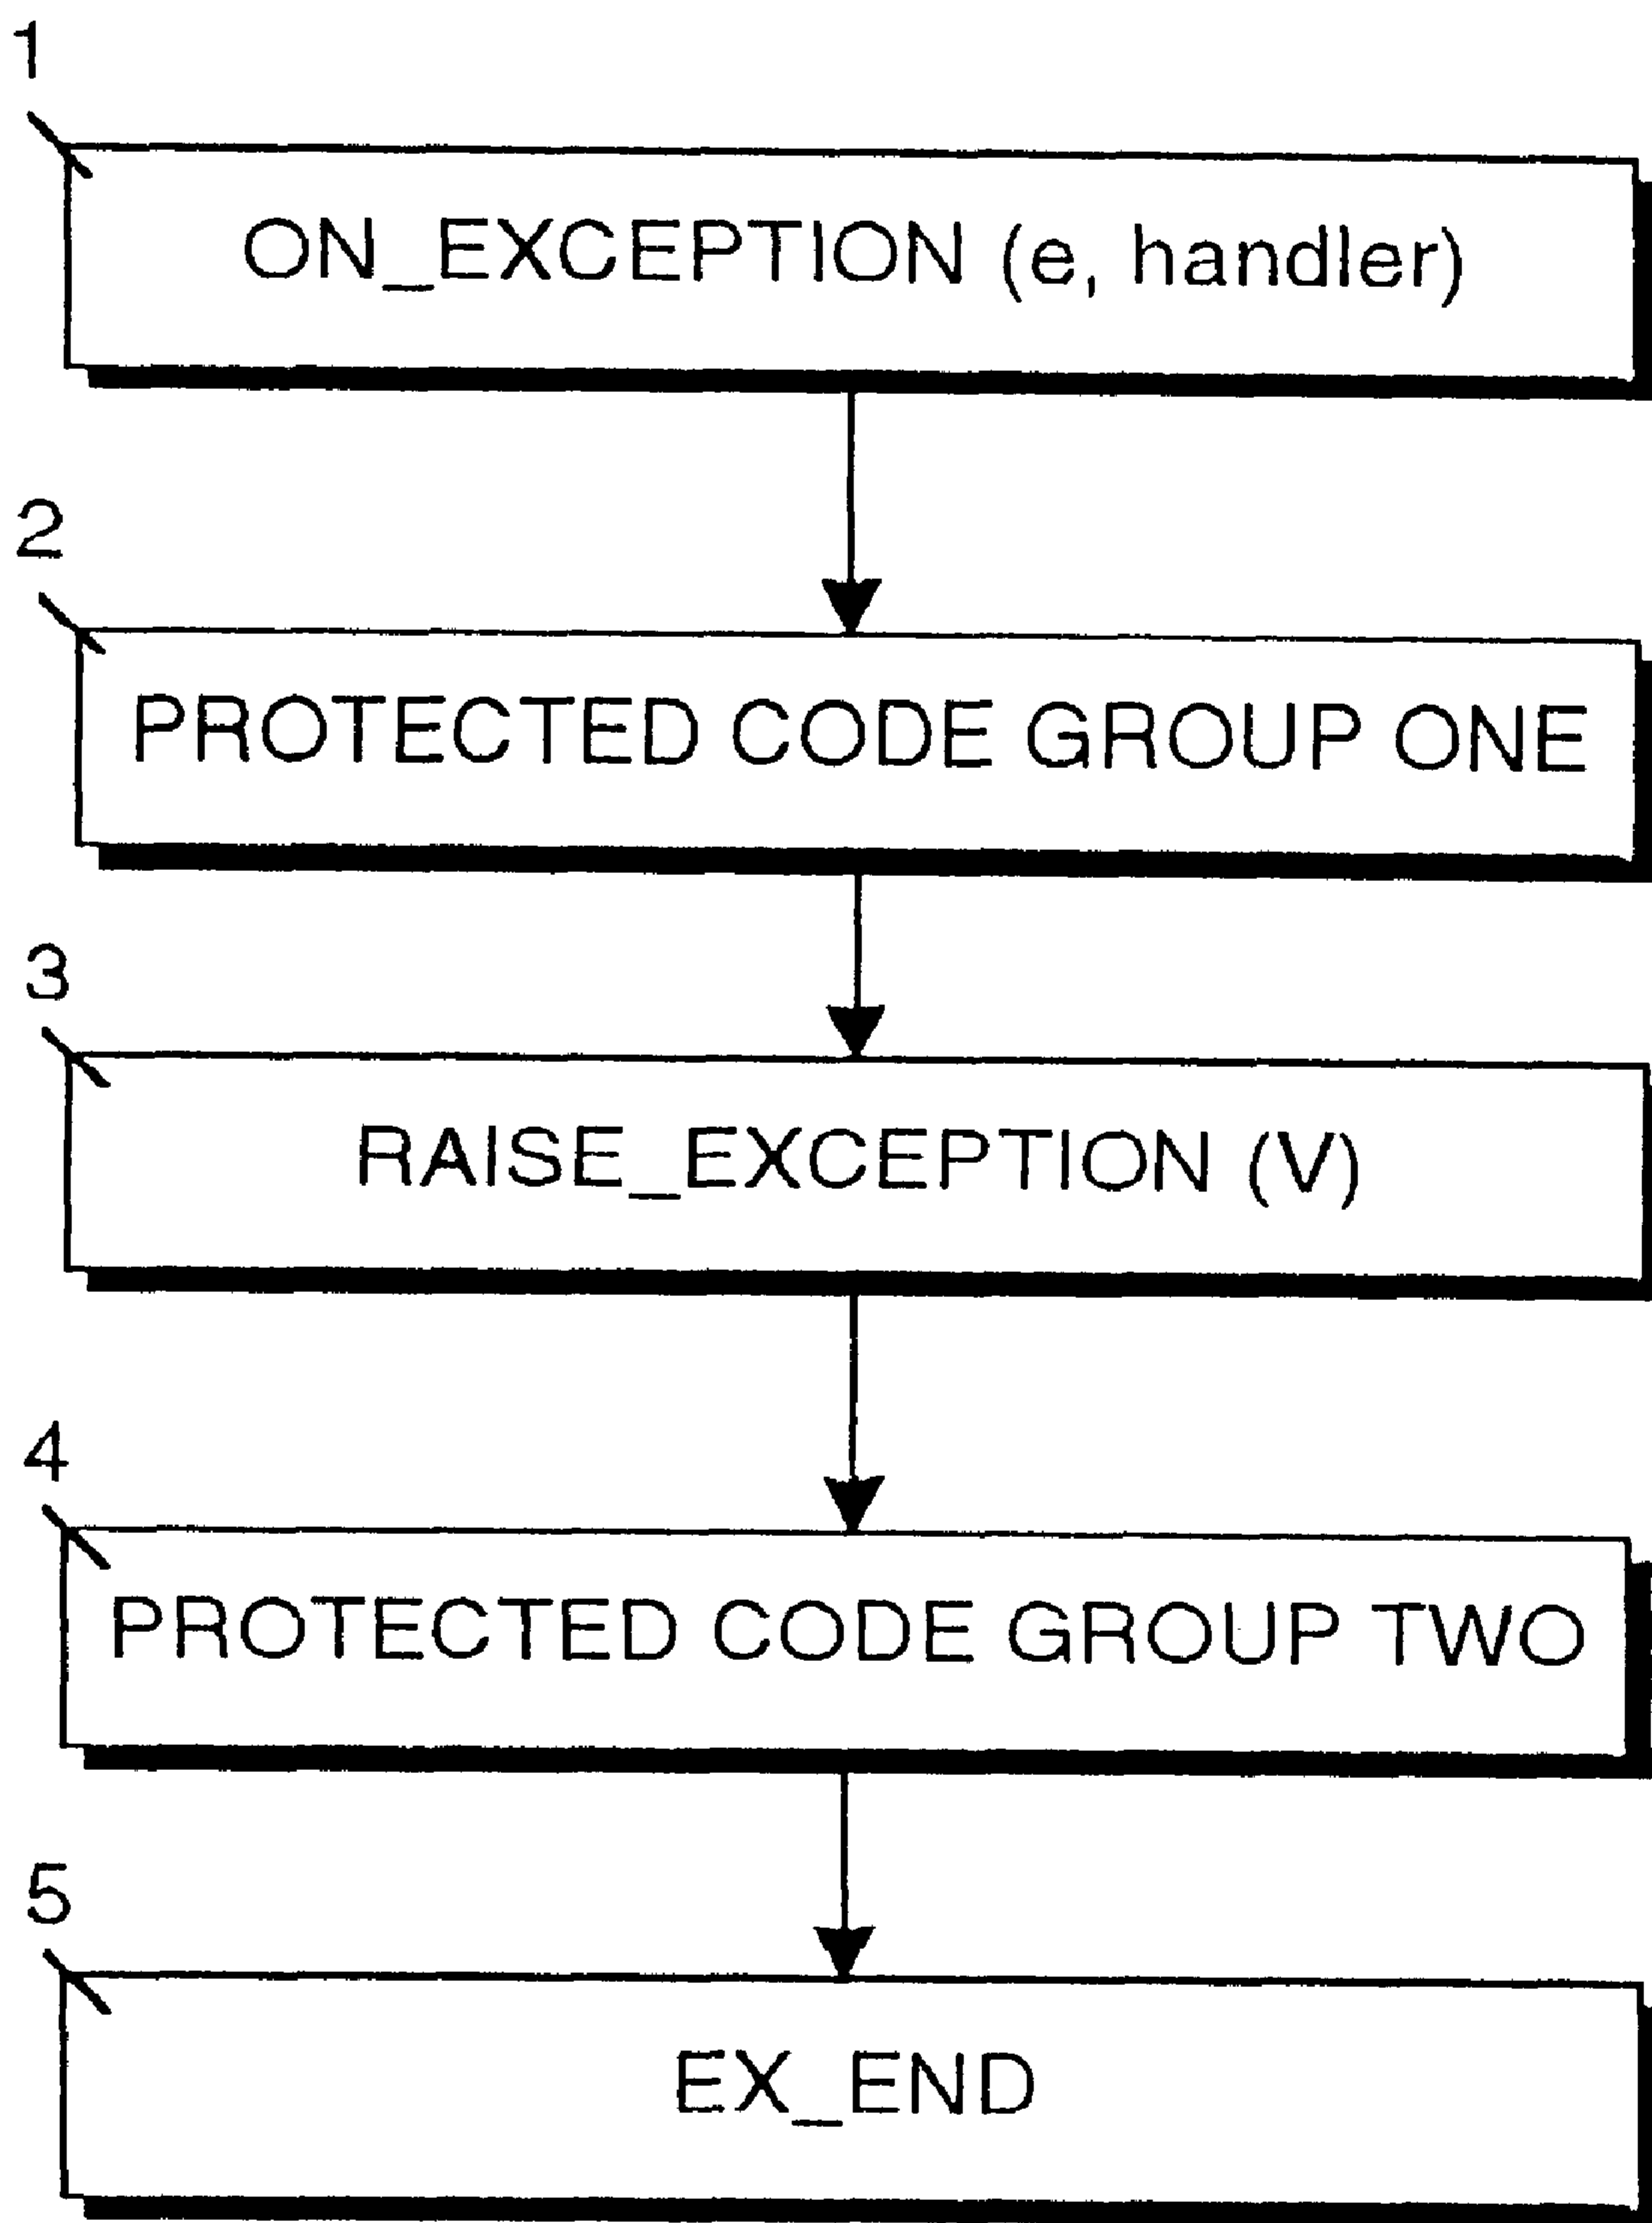 1
ON_EXCEPTION (e, handler)
2
PROTECTED CODE GROUP ONE
3
RAISE_EXCEPTION (V)
4
PROTECTED CODE GROUP TWO
5
EX_END